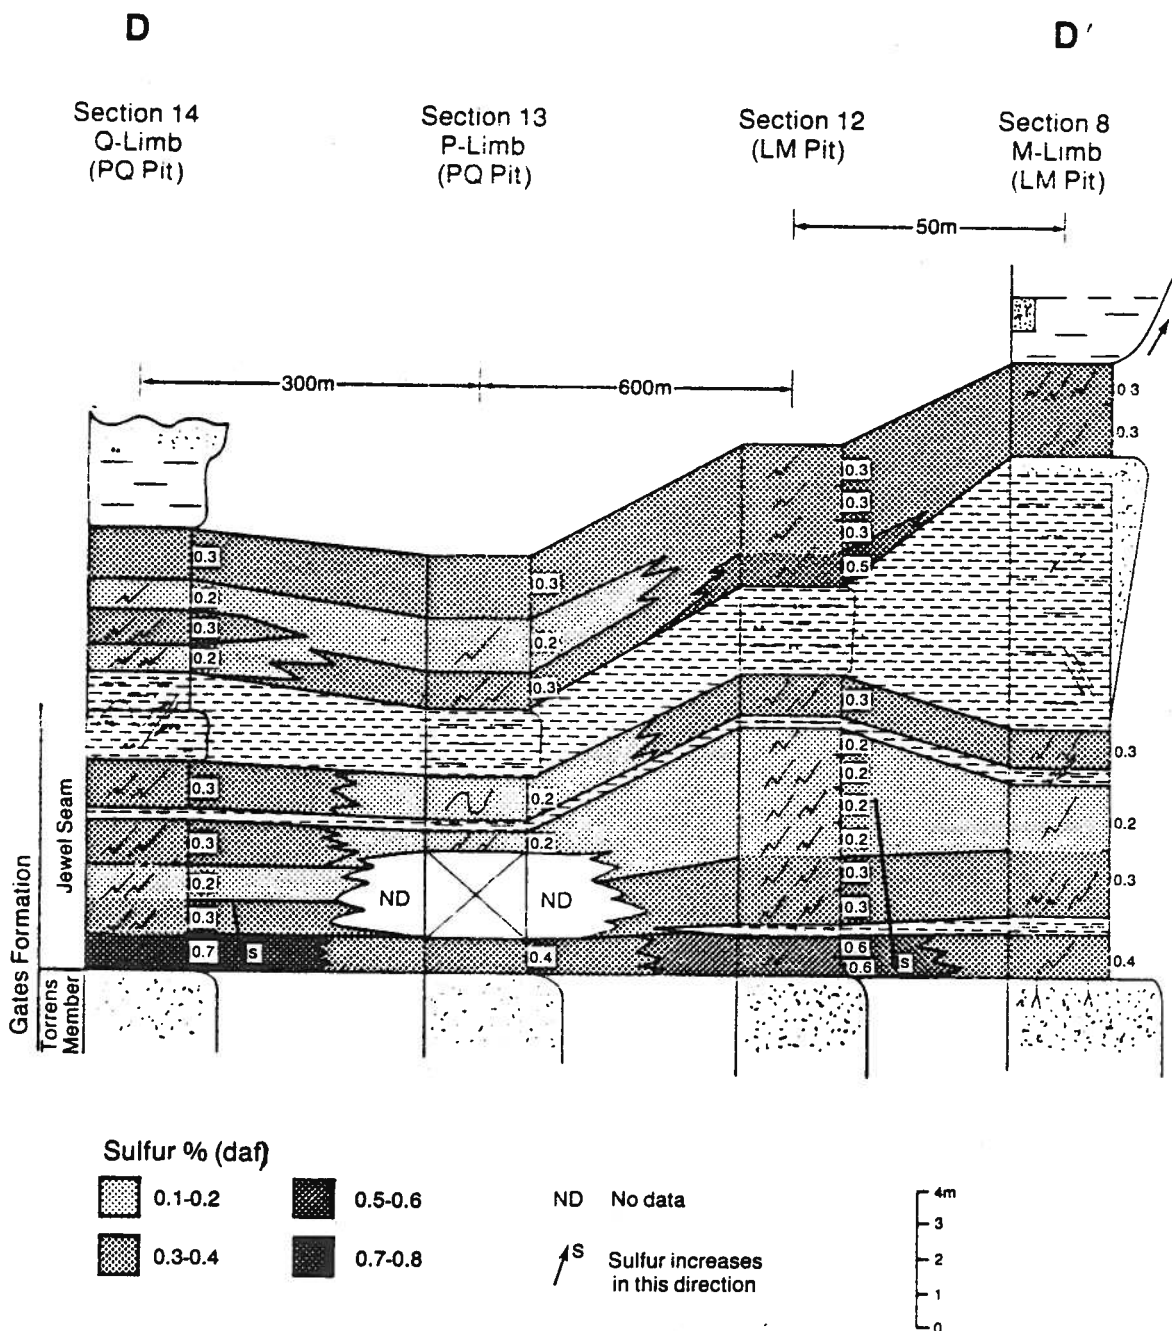 D
D'
Section 14
Q-Limb
(PQ Pit)
Section 13
P-Limb
(PQ Pit)
Section 12
(LM Pit)
Section 8
M-Limb
(LM Pit)
50m
300m
600m
0.3
0.2
0.3
0.2
0.3
0.3
0.2
0.3
0.7
S
ND
0.3
0.2
0.3
0.2
0.2
ND
0.4
0.3
0.3
0.3
0.5
0.3
0.2
0.2
0.2
0.2
0.3
0.3
0.6
0.6
S
0.3
0.3
0.3
0.2
0.3
0.4
Gates Formation
Jewel Seam
Torrens
Member
Sulfur % (daf)
0.1-0.2
0.3-0.4
0.5-0.6
0.7-0.8
ND No data
S Sulfur increases
in this direction
4m
3
2
1
0